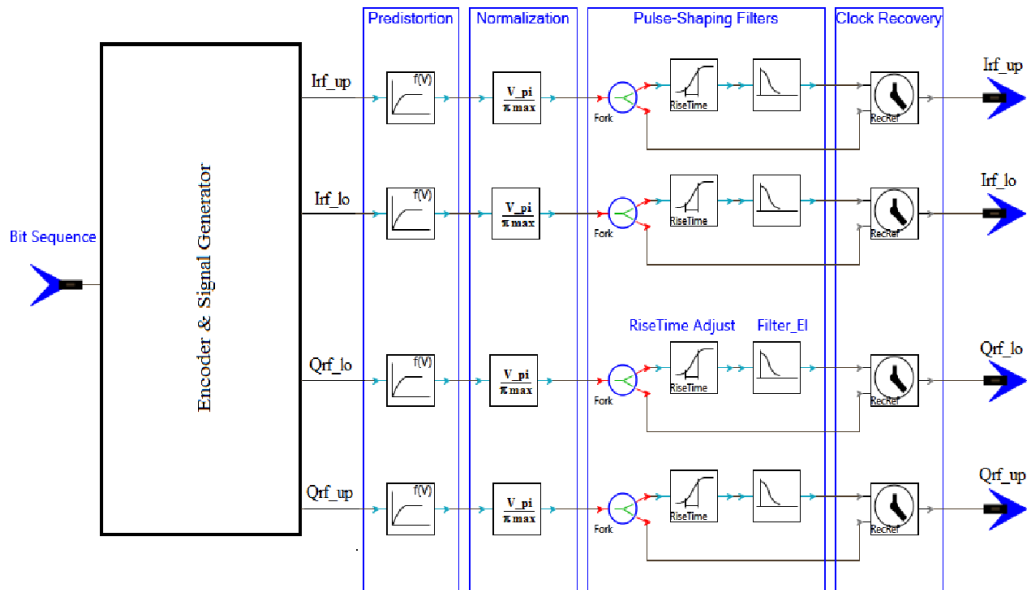 Predistortion Normalization Pulse-Shaping Filters Clock Recovery
Irf_up f(V) V_pi π max Fork RiseTime RecRef Irf_up
Irf_lo f(V) V_pi π max Fork RiseTime RecRef Irf_lo
Bit Sequence
Encoder & Signal Generator
RiseTime Adjust Filter_El
Qrf_lo f(V) V_pi π max Fork RiseTime RecRef Qrf_lo
Qrf_up f(V) V_pi π max Fork RiseTime RecRef Qrf_up